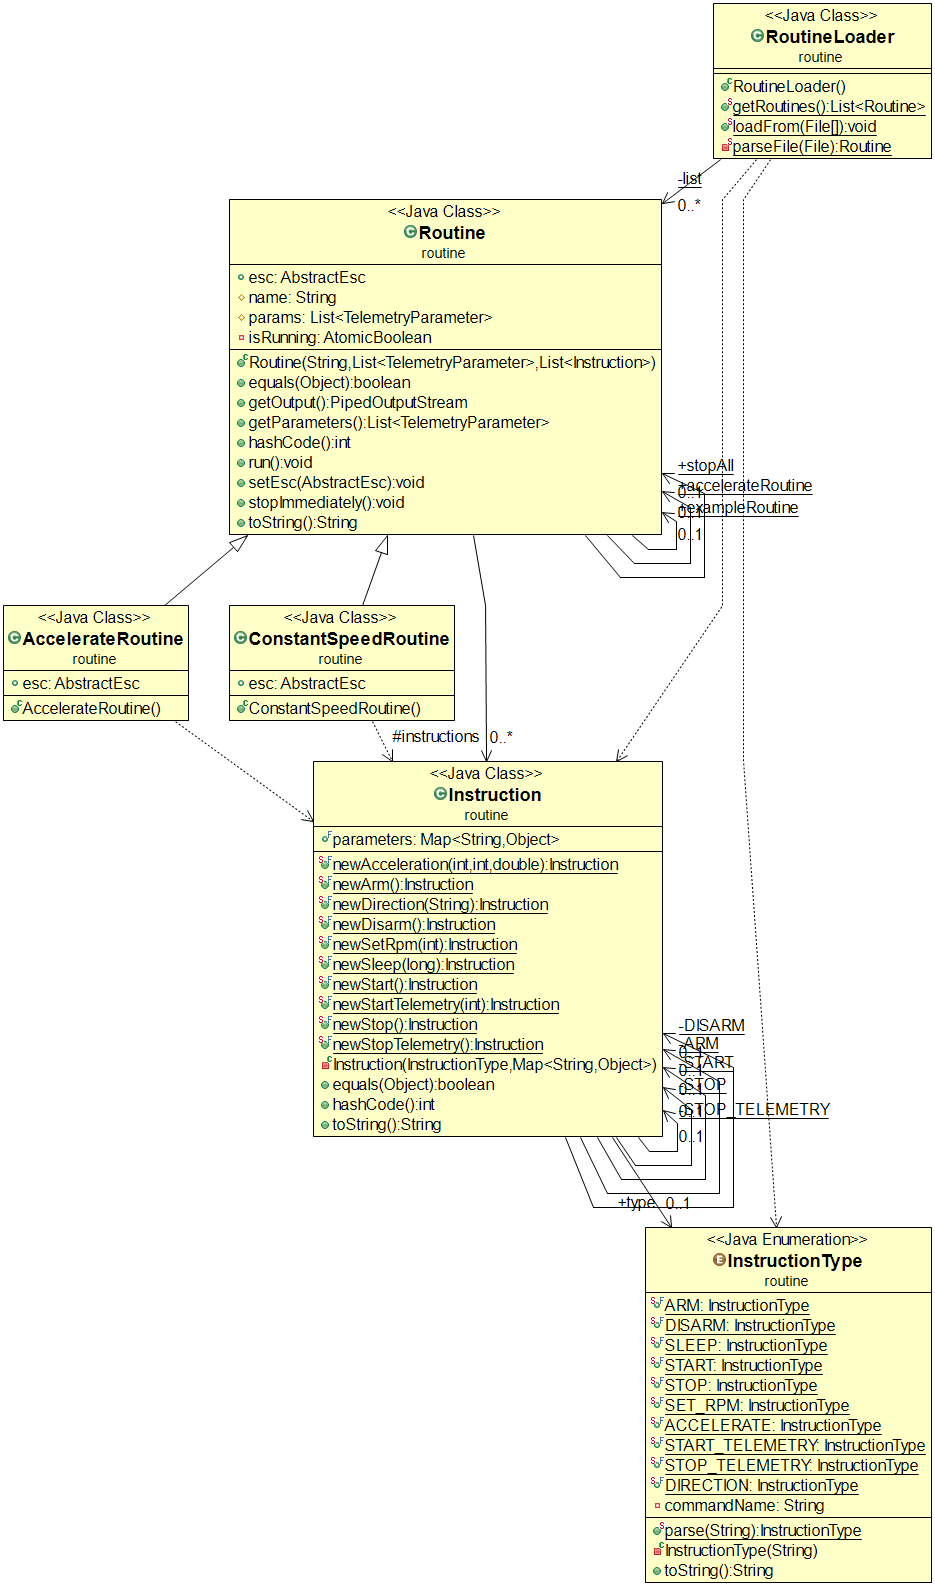 <<Java Class>>
RoutineLoader
routine
RoutineLoader()
getRoutines():List<Routine>
loadFrom(File[]):void
parseFile(File):Routine
-list
0..*
<<Java Class>>
Routine
routine
esc: AbstractEsc
name: String
params: List<TelemetryParameter>
isRunning: AtomicBoolean
Routine(String,List<TelemetryParameter>,List<Instruction>)
equals(Object):boolean
getOutput():PipedOutputStream
getParameters():List<TelemetryParameter>
hashCode():int
run():void
setEsc(AbstractEsc):void
stopImmediately():void
toString():String
+stopAll
+accelerateRoutine
0..1
+exampleRoutine
0..1
0..1
<<Java Class>>
AccelerateRoutine
routine
esc: AbstractEsc
AccelerateRoutine()
<<Java Class>>
ConstantSpeedRoutine
routine
esc: AbstractEsc
ConstantSpeedRoutine()
#instructions
0..*
<<Java Class>>
Instruction
routine
parameters: Map<String,Object>
newAcceleration(int,int,double):Instruction
newArm():Instruction
newDirection(String):Instruction
newDisarm():Instruction
newSetRpm(int):Instruction
newSleep(long):Instruction
newStart():Instruction
newStartTelemetry(int):Instruction
newStop():Instruction
newStopTelemetry():Instruction
Instruction(InstructionType,Map<String,Object>)
equals(Object):boolean
hashCode():int
toString():String
-DISARM
-ARM
0..1
-START
0..1
-STOP
0..1
-STOP_TELEMETRY
0..1
0..1
+type
0..1
<<Java Enumeration>>
InstructionType
routine
ARM: InstructionType
DISARM: InstructionType
SLEEP: InstructionType
START: InstructionType
STOP: InstructionType
SET_RPM: InstructionType
ACCELERATE: InstructionType
START_TELEMETRY: InstructionType
STOP_TELEMETRY: InstructionType
DIRECTION: InstructionType
commandName: String
parse(String):InstructionType
InstructionType(String)
toString():String